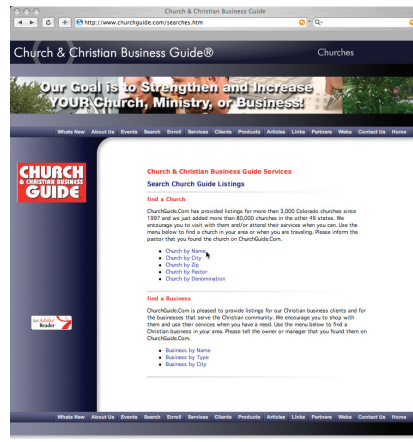 Church & Christian Business Guide
http://www.churchguide.com/searches.htm
Church & Christian Business Guide®
Churches
Our Goal is to Strengthen and Increase
YOUR Church, Ministry, or Business!
Whats New About Us Events Search Enroll Services Clients Products Articles Links Partners Webs Contact Us Home
CHURCH
& CHRISTIAN BUSINESS
GUIDE
Church & Christian Business Guide Services
Search Church Guide Listings
find a Church
ChurchGuide.Com has provided listings for more than 3,000 Colorado churches since
1997 and we just added more than 80,000 churches in the other 49 states. We
encourage you to visit with them and/or attend their services when you can. Use the
menu below to find a church in your area or when you are traveling. Please inform the
pastor that you found the church on ChurchGuide.Com.
Church by Name
Church by City
Church by Zip
Church by Pastor
Church by Denomination
find a Business
ChurchGuide.Com is pleased to provide listings for our Christian business clients and for
the businesses that serve the Christian community. We encourage you to shop with
them and use their services when you have a need. Use the menu below to find a
Christian business in your area. Please tell the owner or manager that you found them on
ChurchGuide.Com.
Business by Name
Business by Type
Business by City
Get Adobe
Reader
Whats New About Us Events Search Enroll Services Clients Products Articles Links Partners Webs Contact Us Home